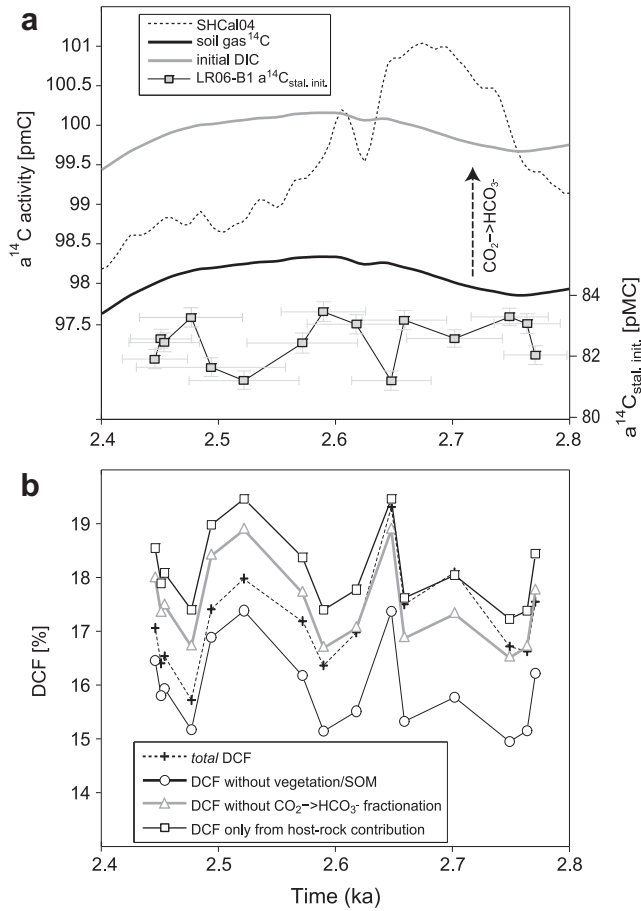 a
SHCal04
soil gas ¹⁴C
initial DIC
LR06-B1 a¹⁴C stal. init.
101
100.5
100
99.5
99
98.5
98
97.5
a¹⁴C activity [pmC]
CO₂->HCO₃-
84
82
80
a¹⁴C stal. init. [pMC]
2.4 2.5 2.6 2.7 2.8
b
19
18
17
16
15
14
DCF [%]
total DCF
DCF without vegetation/SOM
DCF without CO₂->HCO₃- fractionation
DCF only from host-rock contribution
2.4 2.5 2.6 2.7 2.8
Time (ka)